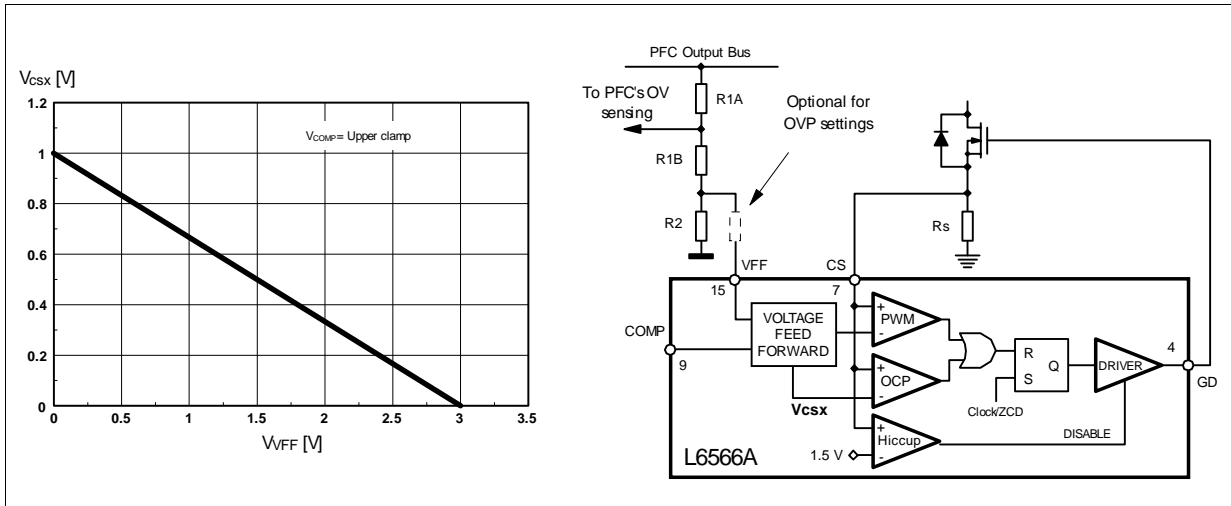 Vcsx [V]
1.2
1
0.8
0.6
0.4
0.2
0
VCOMP= Upper clamp
0
0.5
1
1.5
2
2.5
3
3.5
VVFF [V]
PFC Output Bus
To PFC's OV
sensing
R1A
R1B
R2
Optional for
OVP settings
Rs
VFF
15
CS
7
COMP
9
VOLTAGE
FEED
FORWARD
+
PWM
-
+
OCP
-
Vcsx
+
Hiccup
-
1.5 V
R
S
Q
Clock/ZCD
DRIVER
4
GD
DISABLE
L6566A